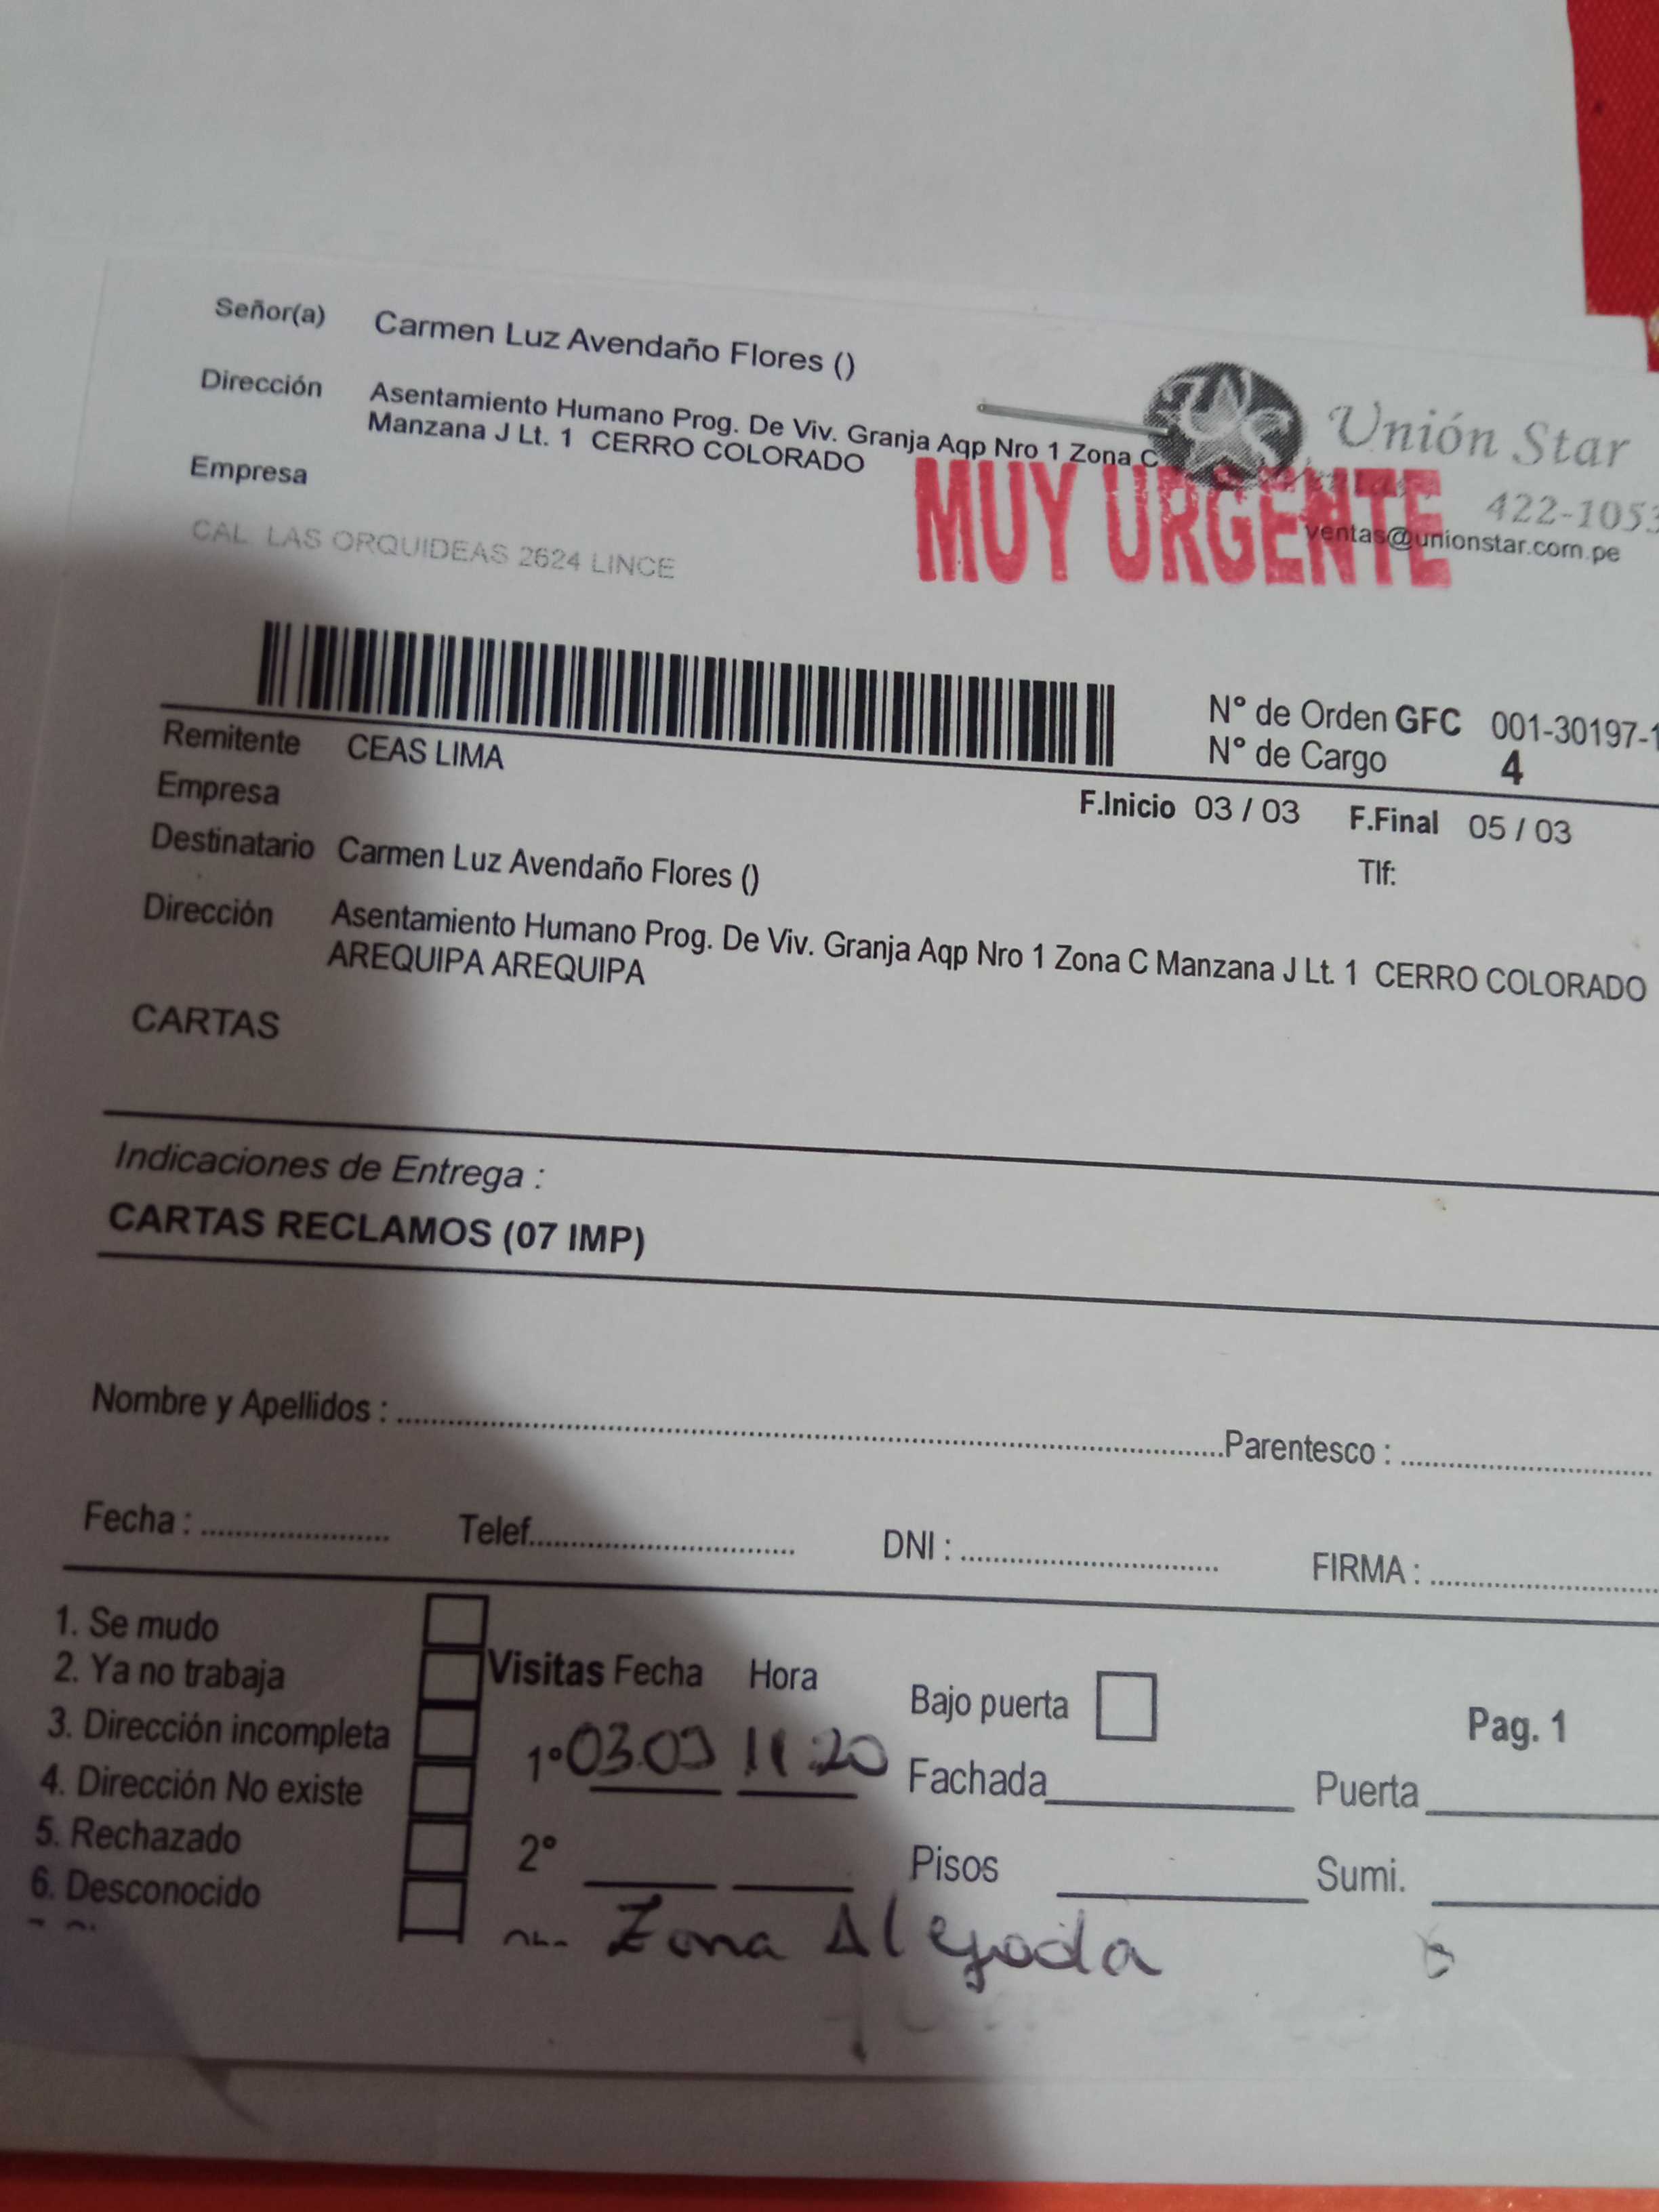 Señor(a) Carmen Luz Avendaño Flores ()
Dirección Asentamiento Humano Prog. De Viv. Granja Aqp Nro 1 Zona C
Manzana J Lt. 1 CERRO COLORADO
Unión Star
Empresa
MUY URGENTE
422-1053
ventas@unionstar.com.pe
CAL LAS ORQUIDEAS 2624 LINCE
N° de Orden GFC 001-30197-1
N° de Cargo 4
Remitente CEAS LIMA
Empresa
F.Inicio 03 / 03 F.Final 05 / 03
Destinatario Carmen Luz Avendaño Flores ()
Tlf:
Dirección Asentamiento Humano Prog. De Viv. Granja Aqp Nro 1 Zona C Manzana J Lt. 1 CERRO COLORADO
AREQUIPA AREQUIPA
CARTAS
Indicaciones de Entrega :
CARTAS RECLAMOS (07 IMP)
Nombre y Apellidos : Parentesco :
Fecha : Telef. DNI : FIRMA :
1. Se mudo
2. Ya no trabaja
3. Dirección incompleta
4. Dirección No existe
5. Rechazado
6. Desconocido
Visitas Fecha Hora
1° 03.03 11:20
2°
Zona Alejada
Bajo puerta
Fachada
Pisos
Pag. 1
Puerta
Sumi.